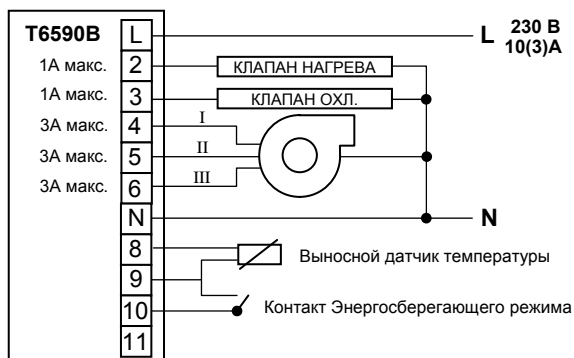 T6590B L L 230 В
10(3)A
1А макс. 2 КЛАПАН НАГРЕВА
1А макс. 3 КЛАПАН ОХЛ.
3А макс. 4 I
3А макс. 5 II
3А макс. 6 III
N N
8
Выносной датчик температуры
9
10 Контакт Энергосберегающего режима
11